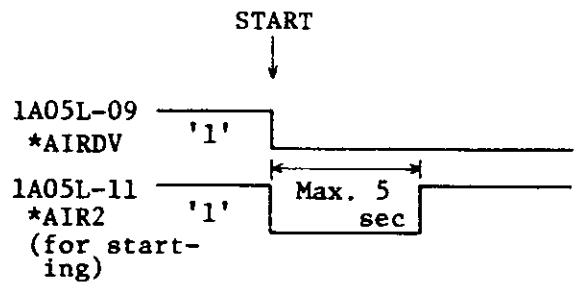 START
1A05L-09
*AIRDV
'1'
1A05L-11
*AIR2
(for start-
ing)
'1'
Max. 5
sec